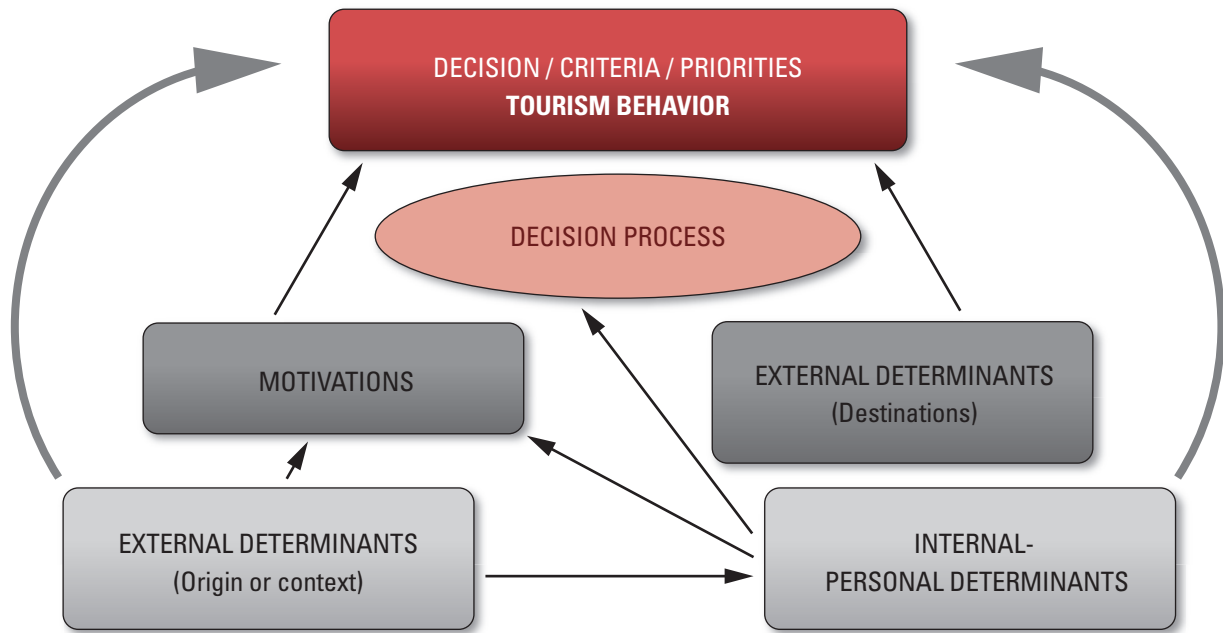 DECISION / CRITERIA / PRIORITIES
TOURISM BEHAVIOR
DECISION PROCESS
MOTIVATIONS
EXTERNAL DETERMINANTS
(Destinations)
EXTERNAL DETERMINANTS
(Origin or context)
INTERNAL-
PERSONAL DETERMINANTS